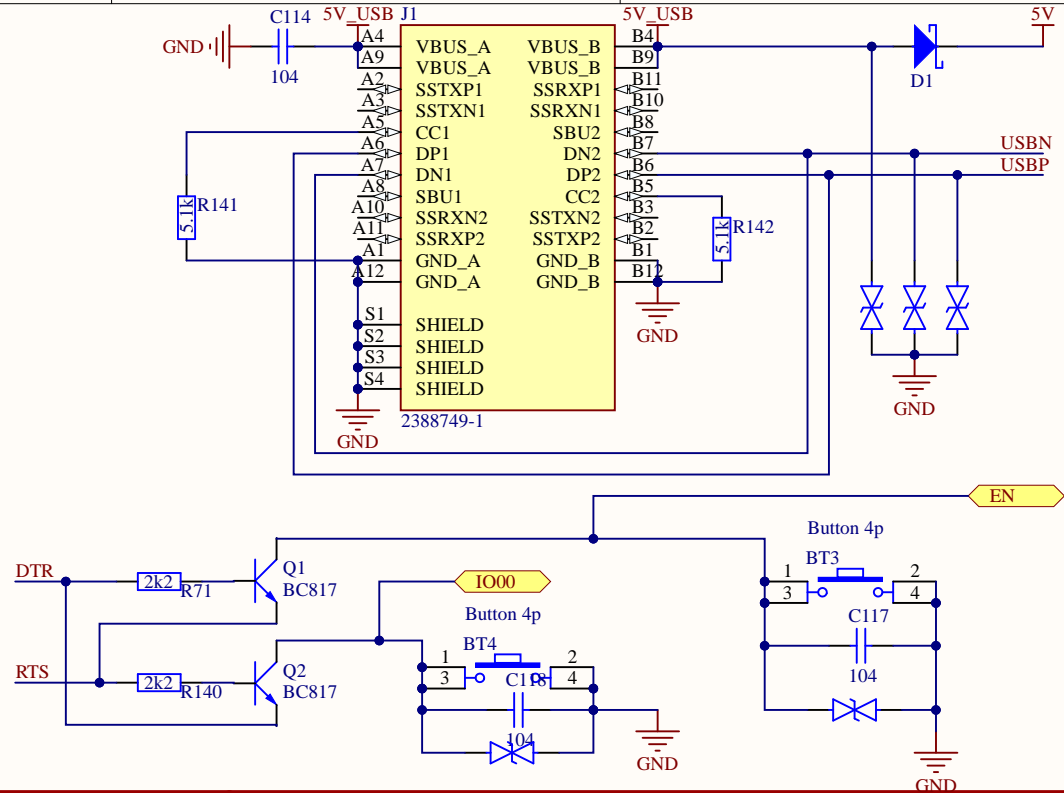 C114
5V_USB
J1
5V_USB
5V
GND
104
A4
VBUS_A
VBUS_B
B4
A9
VBUS_A
VBUS_B
B9
D1
A2
SSTXP1
SSRXP1
B11
A3
SSTXN1
SSRXN1
B10
A5
CC1
SBU2
B8
A6
DP1
DN2
B7
USBN
A7
DN1
DP2
B6
USBP
A8
SBU1
CC2
B5
A10
SSRXN2
SSTXN2
B3
A11
SSRXP2
SSTXP2
B2
A1
GND_A
GND_B
B1
A12
GND_A
GND_B
B12
5.1k
R141
5.1k
R142
S1
SHIELD
S2
SHIELD
S3
SHIELD
S4
SHIELD
GND
GND
GND
2388749-1
EN
Button 4p
BT3
DTR
2k2
R71
Q1
BC817
IO00
1
2
3
4
C117
104
Button 4p
BT4
RTS
2k2
R140
Q2
BC817
1
2
3
4
C118
104
GND
GND